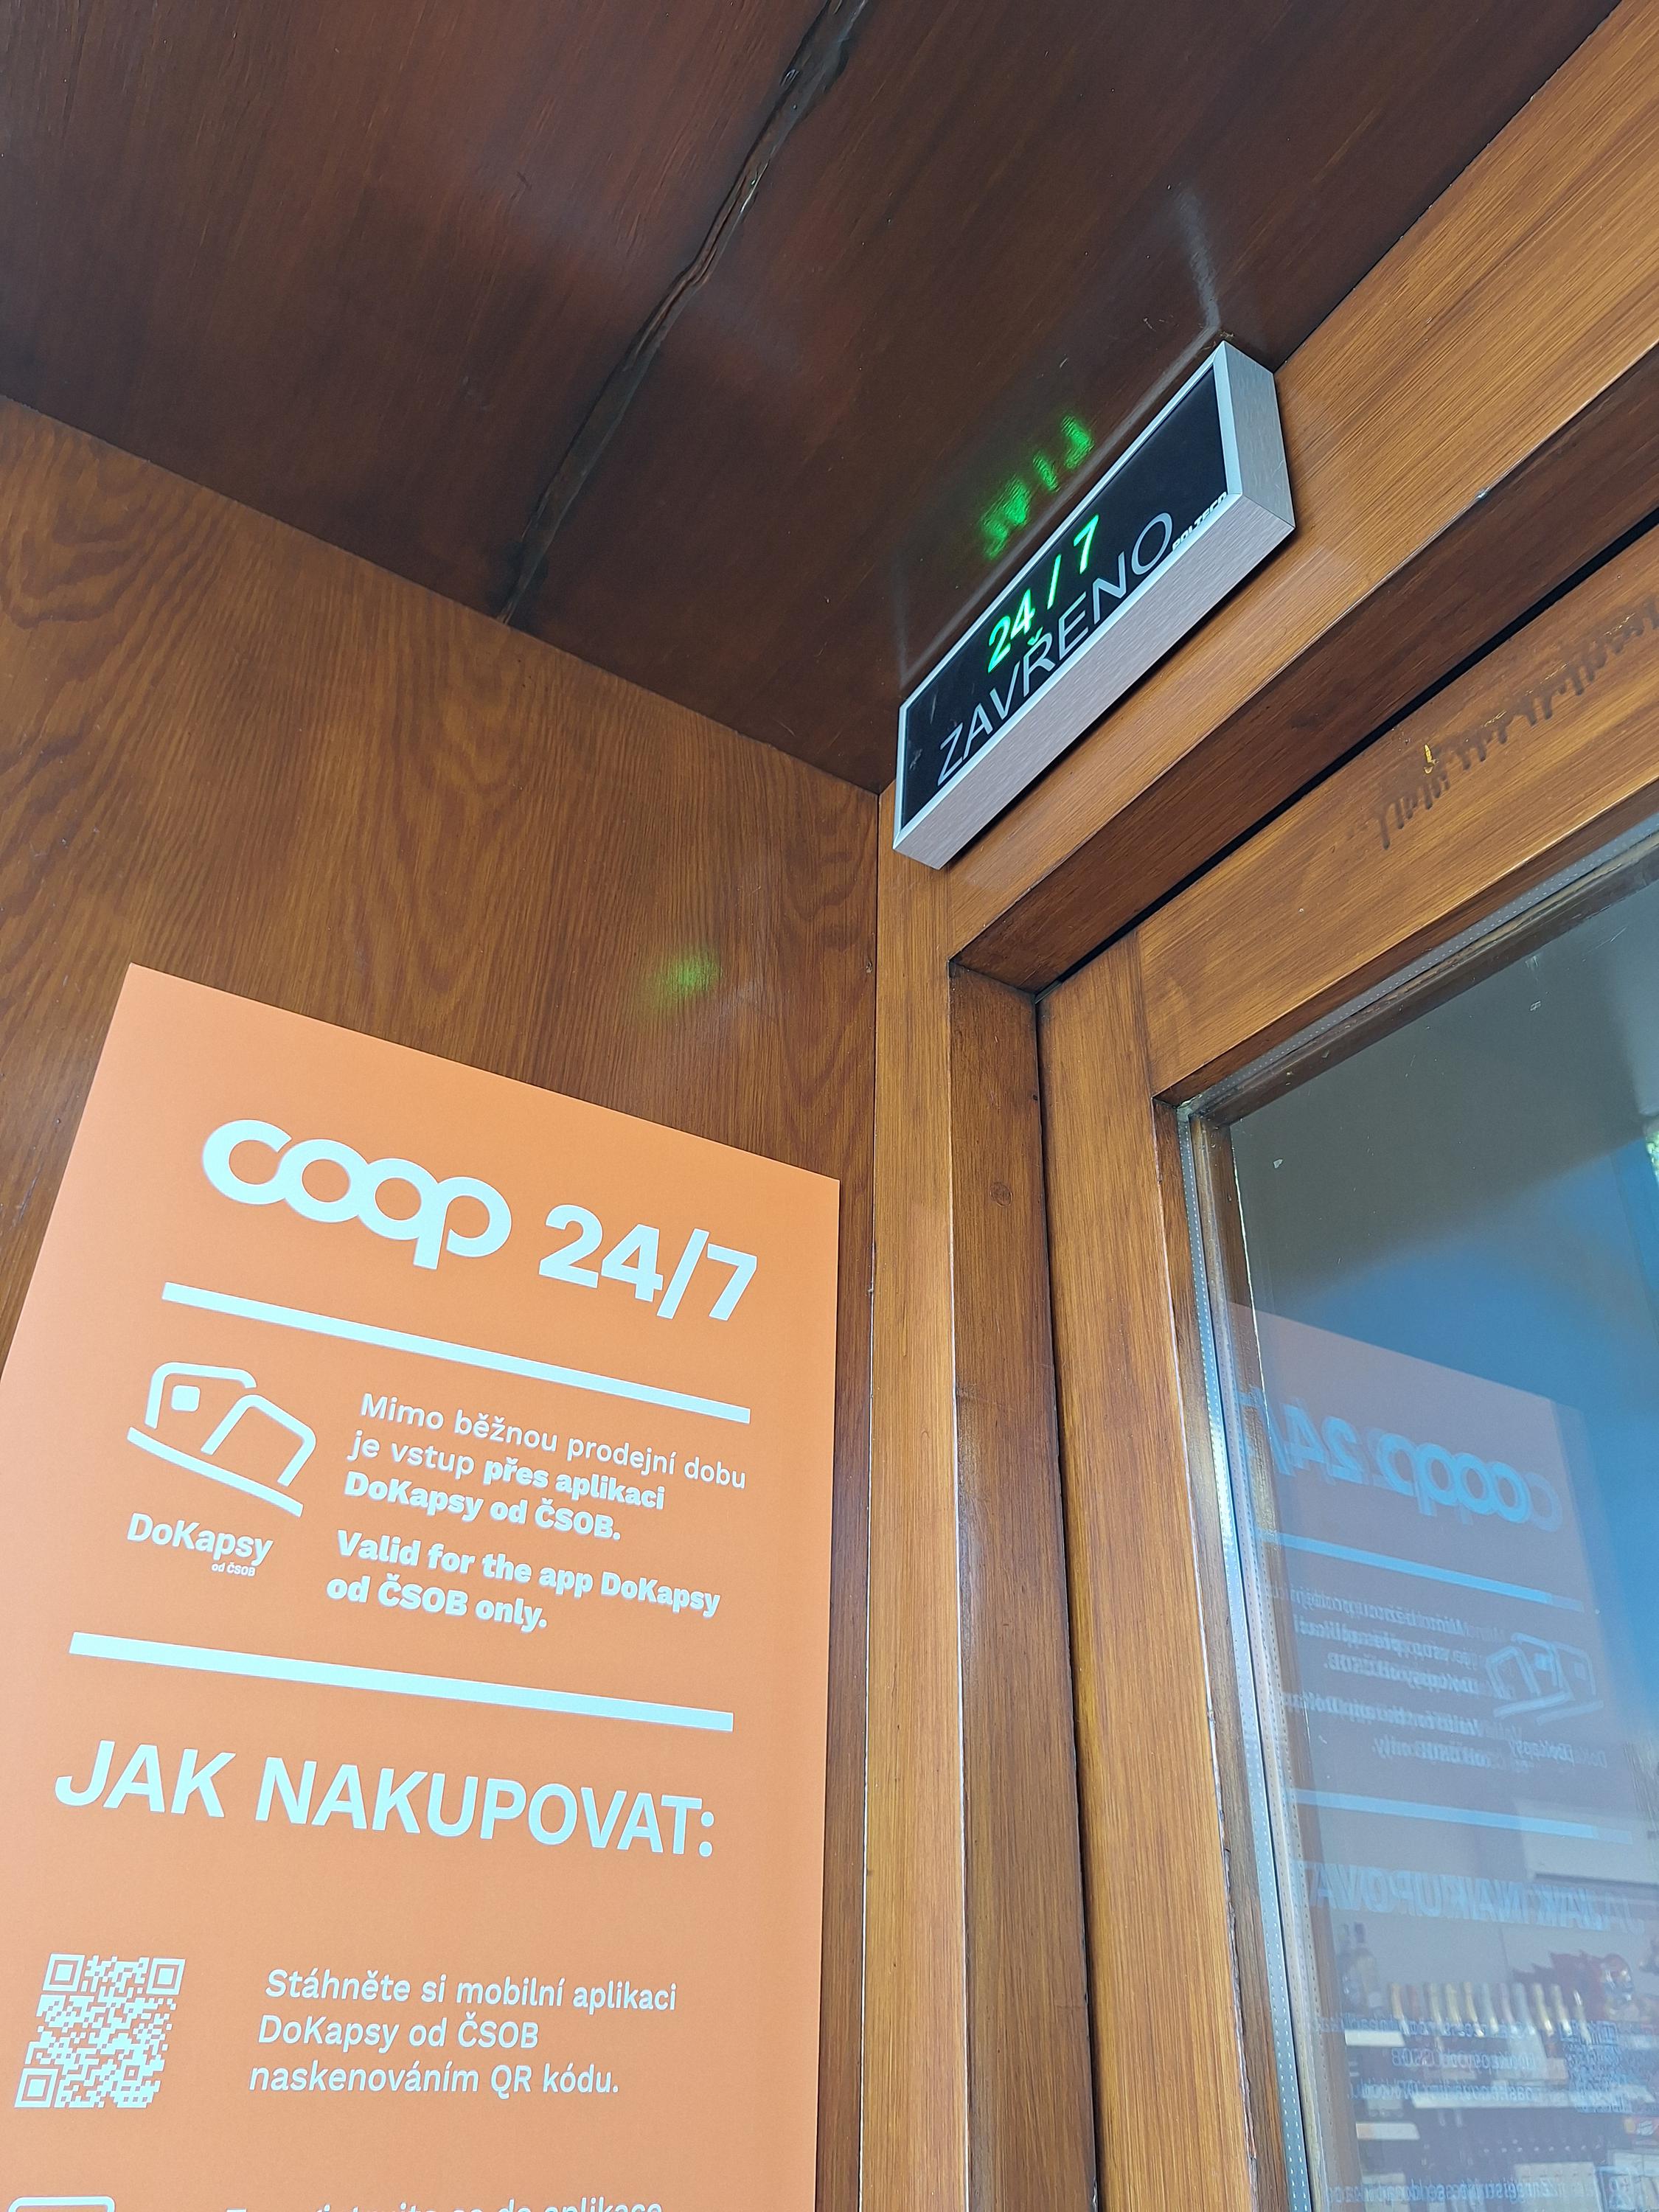 24/7
ZAVŘENO
POLTECH
coop 24/7
Mimo běžnou prodejní dobu
je vstup přes aplikaci
DoKapsy od ČSOB.
Valid for the app DoKapsy
od ČSOB only.
DoKapsy
od ČSOB
JAK NAKUPOVAT:
Stáhněte si mobilní aplikaci
DoKapsy od ČSOB
naskenováním QR kódu.